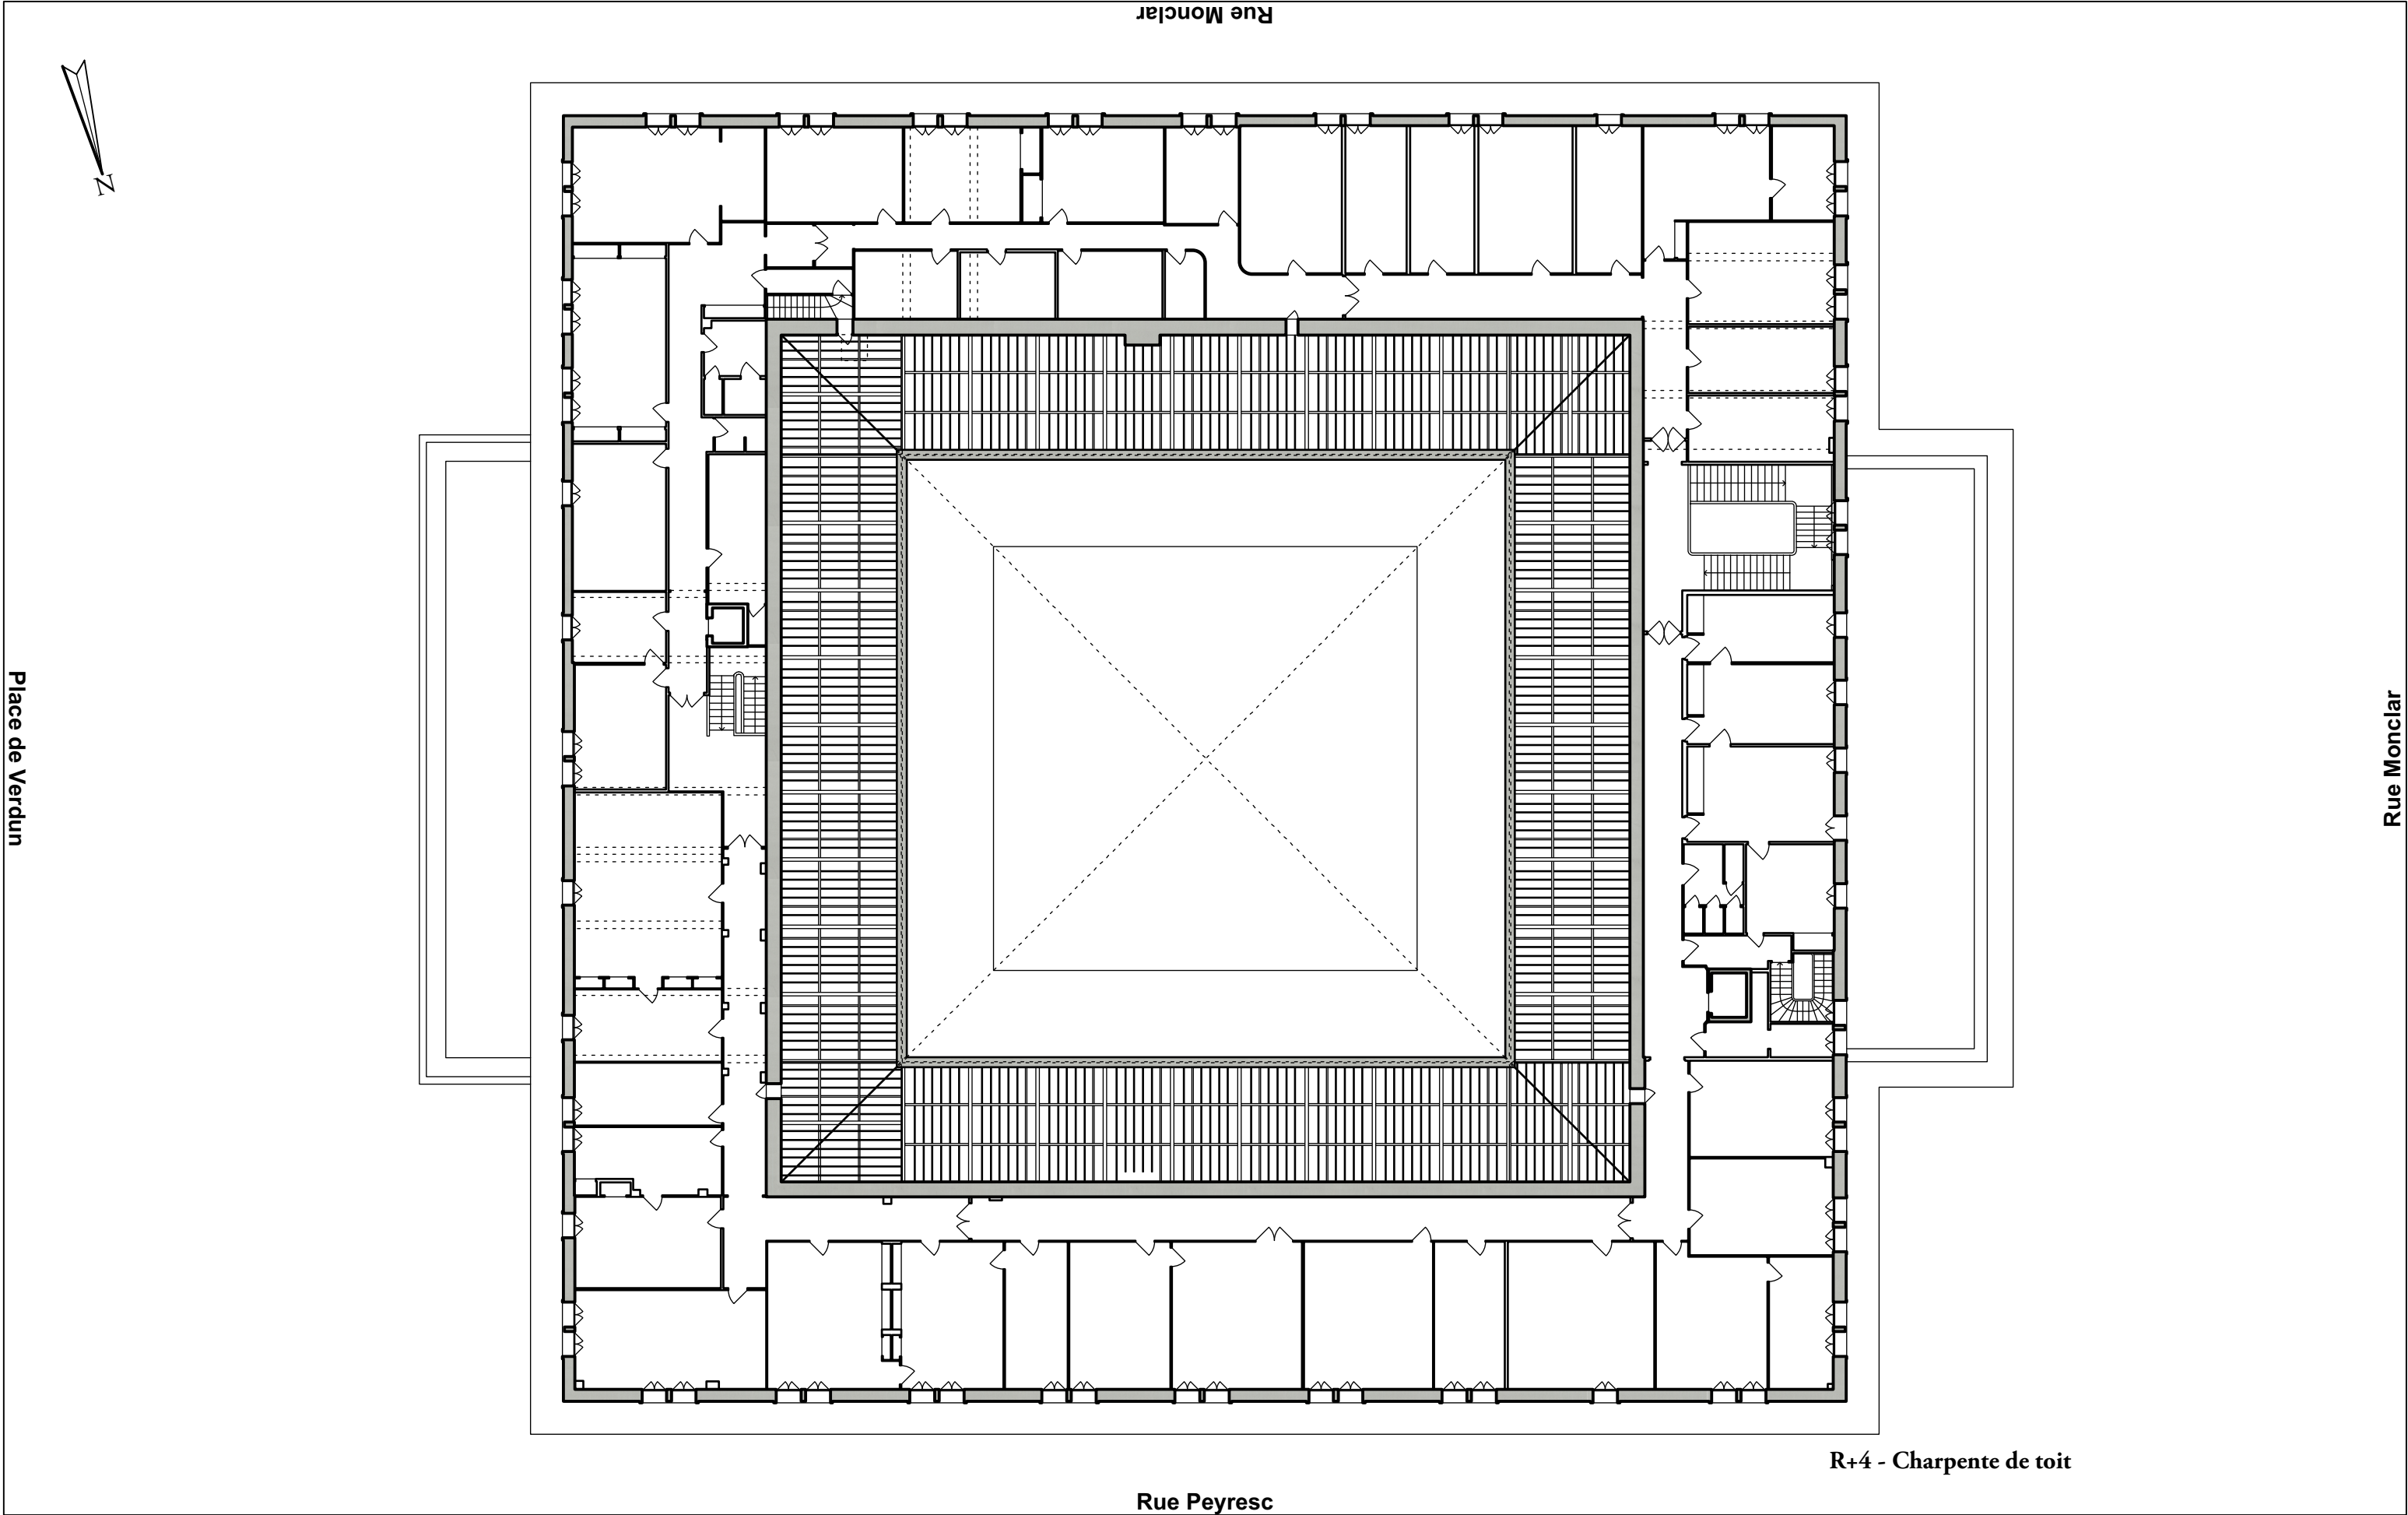 Rue Monclar
N
Place de Verdun
Rue Monclar
R+4 - Charpente de toit
Rue Peyresc